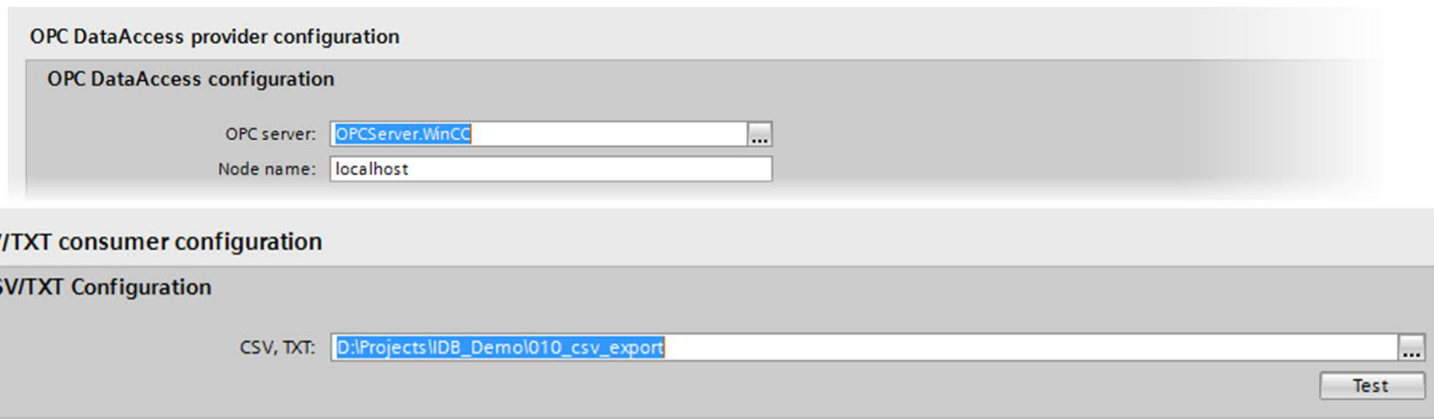 OPC DataAccess provider configuration
OPC DataAccess configuration
OPC server: OPCServer.WinCC ...
Node name: localhost
/TXT consumer configuration
SV/TXT Configuration
CSV, TXT: D:\Projects\IDB_Demo\010_csv_export ...
Test